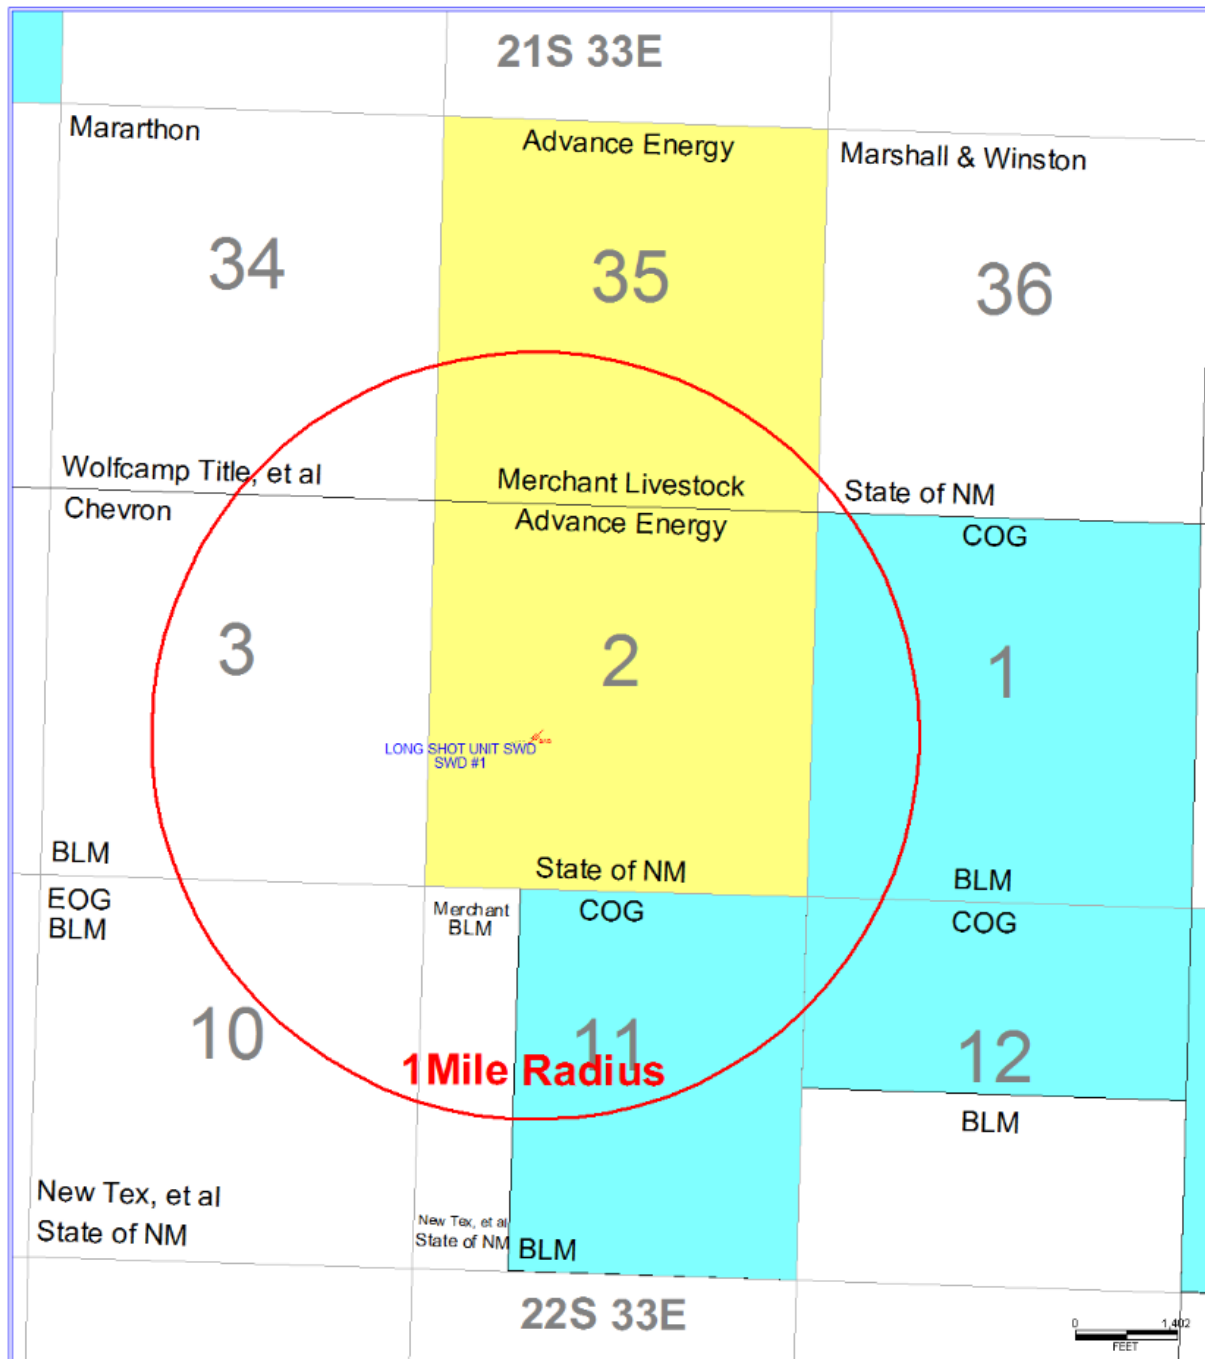 21S 33E
Mararthon
Advance Energy
Marshall & Winston
34
35
36
Wolfcamp Title, et al
Merchant Livestock
State of NM
Chevron
Advance Energy
COG
3
2
1
LONG SHOT UNIT SWD
SWD #1
BLM
State of NM
BLM
EOG
BLM
Merchant
BLM
COG
COG
10
11
12
1Mile Radius
BLM
New Tex, et al
State of NM
New Tex, et al
State of NM
BLM
22S 33E
0 1,402
FEET